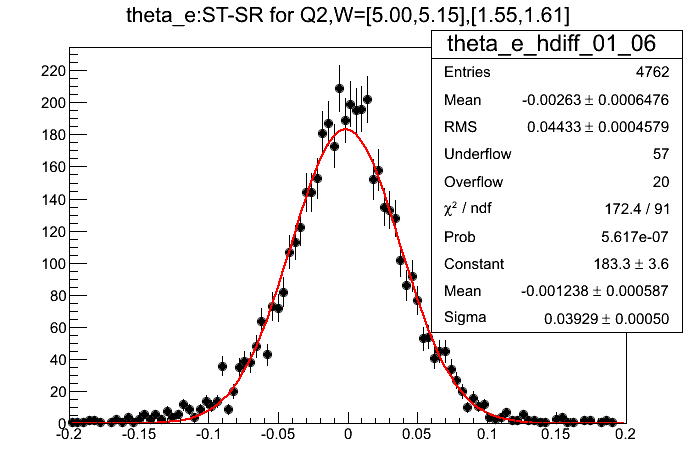 theta_e:ST-SR for Q2,W=[5.00,5.15],[1.55,1.61]
theta_e_hdiff_01_06
Entries 4762
Mean -0.00263 ± 0.0006476
RMS 0.04433 ± 0.0004579
Underflow 57
Overflow 20
χ² / ndf 172.4 / 91
Prob 5.617e-07
Constant 183.3 ± 3.6
Mean -0.001238 ± 0.000587
Sigma 0.03929 ± 0.00050
220
200
180
160
140
120
100
80
60
40
20
0
-0.2 -0.15 -0.1 -0.05 0 0.05 0.1 0.15 0.2